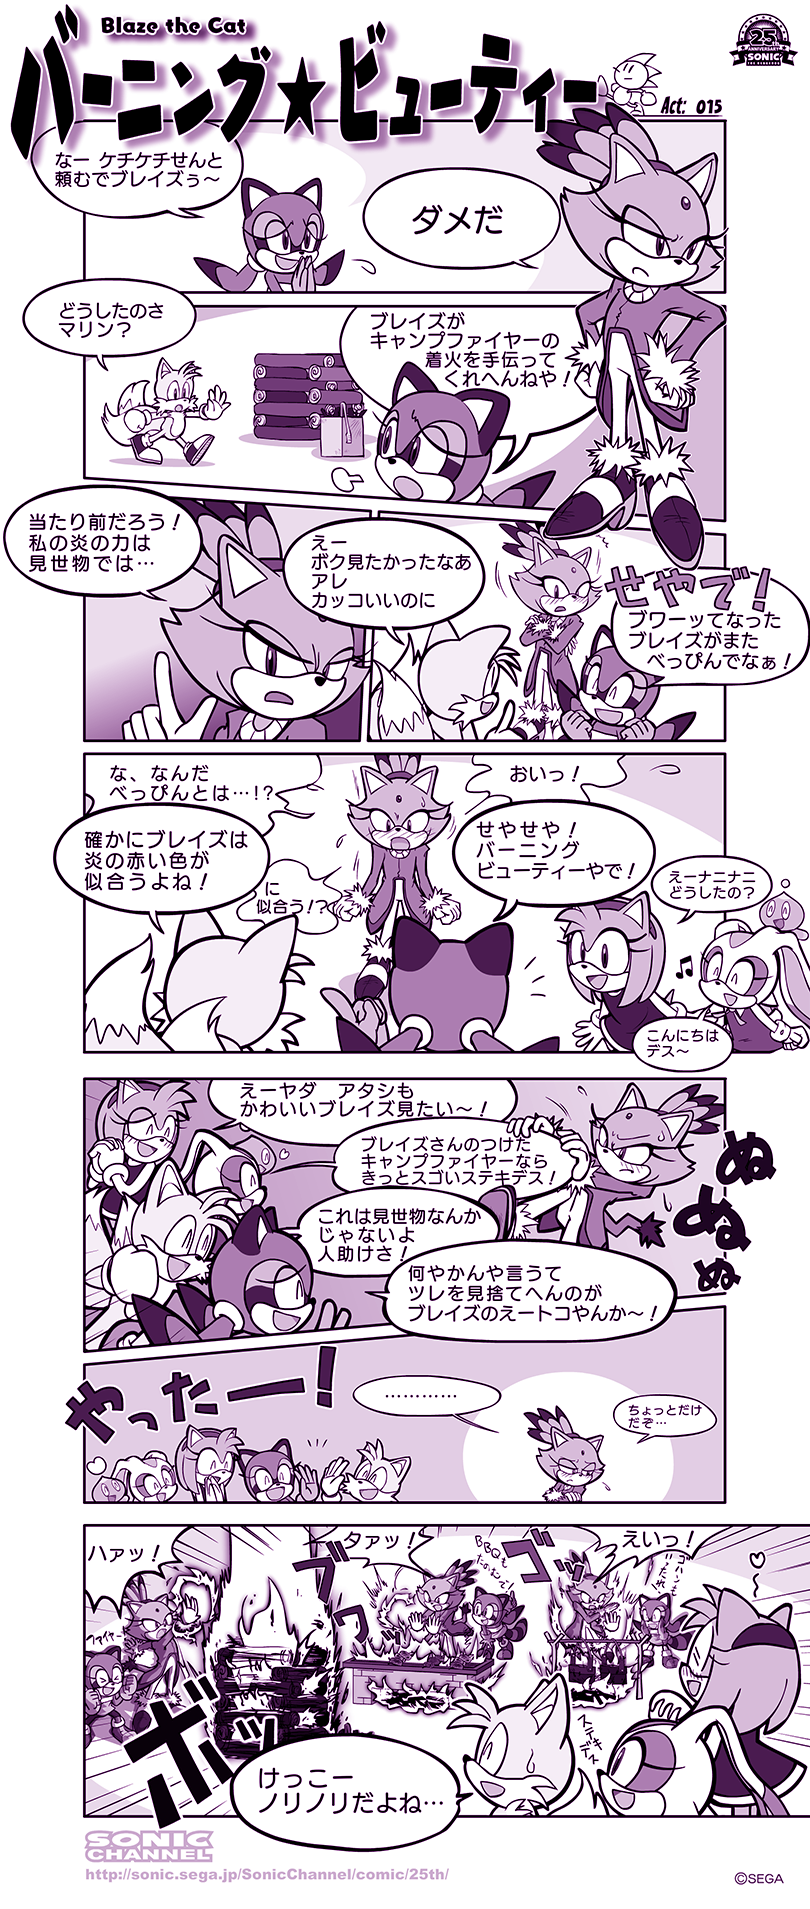 Blaze the Cat
バーニング★ビューティー
25th
ANNIVERSARY
SONIC
THE HEDGEHOG
Act: 015
なー ケチケチせんと
頼むでブレイズぅ～
ダメだ
どうしたのさ
マリン？
ブレイズが
キャンプファイヤーの
着火を手伝って
くれへんねや！
当たり前だろう！
私の炎の力は
見世物では…
えー
ボク見たかったなあ
アレ
カッコいいのに
せやで！
ブワーッてなった
ブレイズがまた
べっぴんでなぁ！
な、なんだ
べっぴんとは…！？
おいっ！
確かにブレイズは
炎の赤い色が
似合うよね！
に
似合う！？
せやせや！
バーニング
ビューティーやで！
えーナニナニ
どうしたの？
こんにちは
デス～
えーヤダ アタシも
かわいいブレイズ見たい～！
ブレイズさんのつけた
キャンプファイヤーなら
きっとスゴいステキデス！
これは見世物なんか
じゃないよ
人助けさ！
何やかんや言うて
ツレを見捨てへんのが
ブレイズのえートコやんか～！
ぬぬぬ
やったー！
…………
ちょっとだけ
だぞ…
ハァッ！
ファイヤー
ボッ
タァッ！
ブワ
BBQも
たのむで！
えいっ！
ゴッ
ステキ
デス
けっこー
ノリノリだよね…
SONIC
CHANNEL
http://sonic.sega.jp/SonicChannel/comic/25th/
©SEGA